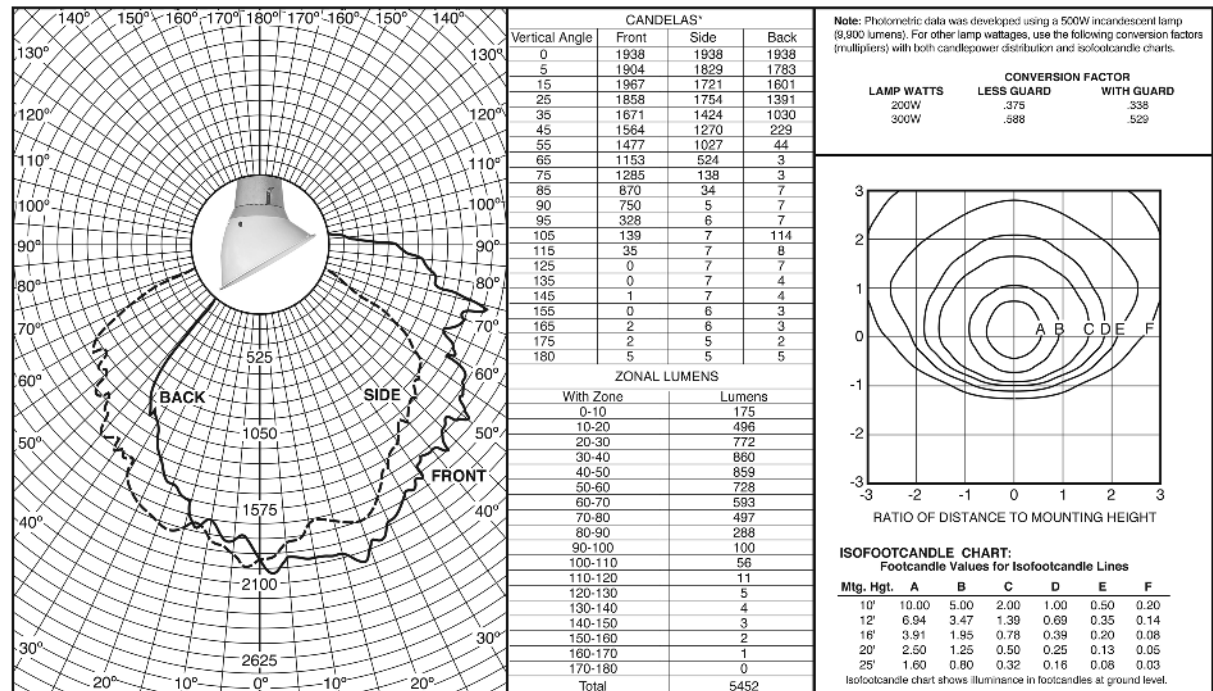 140° 150° 160° 170° 180° 170° 160° 150° 140°
130° 130°
120° 120°
110° 110°
100° 100°
90° 90°
80° 80°
70° 70°
60° 60°
50° 50°
40° 40°
30° 30°
20° 10° 0° 10° 20°
525
1050
1575
2100
2625
BACK
SIDE
FRONT
CANDELAS*
Vertical Angle Front Side Back
0 1938 1938 1938
5 1904 1829 1783
15 1967 1721 1601
25 1858 1754 1391
35 1671 1424 1030
45 1564 1270 229
55 1477 1027 44
65 1153 524 3
75 1285 138 3
85 870 34 7
90 750 5 7
95 328 6 7
105 139 7 114
115 35 7 8
125 0 7 7
135 0 7 4
145 1 7 4
155 0 6 3
165 2 6 3
175 2 5 2
180 5 5 5
ZONAL LUMENS
With Zone Lumens
0-10 175
10-20 496
20-30 772
30-40 860
40-50 859
50-60 728
60-70 593
70-80 497
80-90 288
90-100 100
100-110 56
110-120 11
120-130 5
130-140 4
140-150 3
150-160 2
160-170 1
170-180 0
Total 5452
Note: Photometric data was developed using a 500W incandescent lamp
(9,900 lumens). For other lamp wattages, use the following conversion factors
(multipliers) with both candlepower distribution and isofootcandle charts.
CONVERSION FACTOR
LAMP WATTS LESS GUARD WITH GUARD
200W .375 .338
300W .588 .529
3
2
1
0
-1
-2
-3
A B C D E F
-3 -2 -1 0 1 2 3
RATIO OF DISTANCE TO MOUNTING HEIGHT
ISOFOOTCANDLE CHART:
Footcandle Values for Isofootcandle Lines
Mtg. Hgt. A B C D E F
10' 10.00 5.00 2.00 1.00 0.50 0.20
12' 6.94 3.47 1.39 0.69 0.35 0.14
16' 3.91 1.95 0.78 0.39 0.20 0.08
20' 2.50 1.25 0.50 0.25 0.13 0.05
25' 1.60 0.80 0.32 0.16 0.08 0.03
Isofootcandle chart shows illuminance in footcandles at ground level.